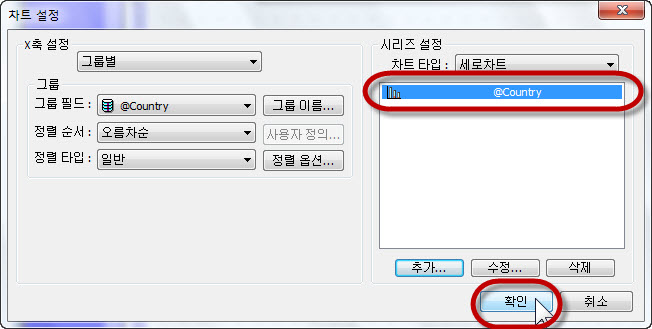 차트 설정
X축 설정
그룹별
그룹
그룹 필드 : @Country 그룹 이름...
정렬 순서 : 오름차순 사용자 정의...
정렬 타입 : 일반 정렬 옵션...
시리즈 설정
차트 타입 : 세로차트
@Country
추가... 수정... 삭제
확인 취소